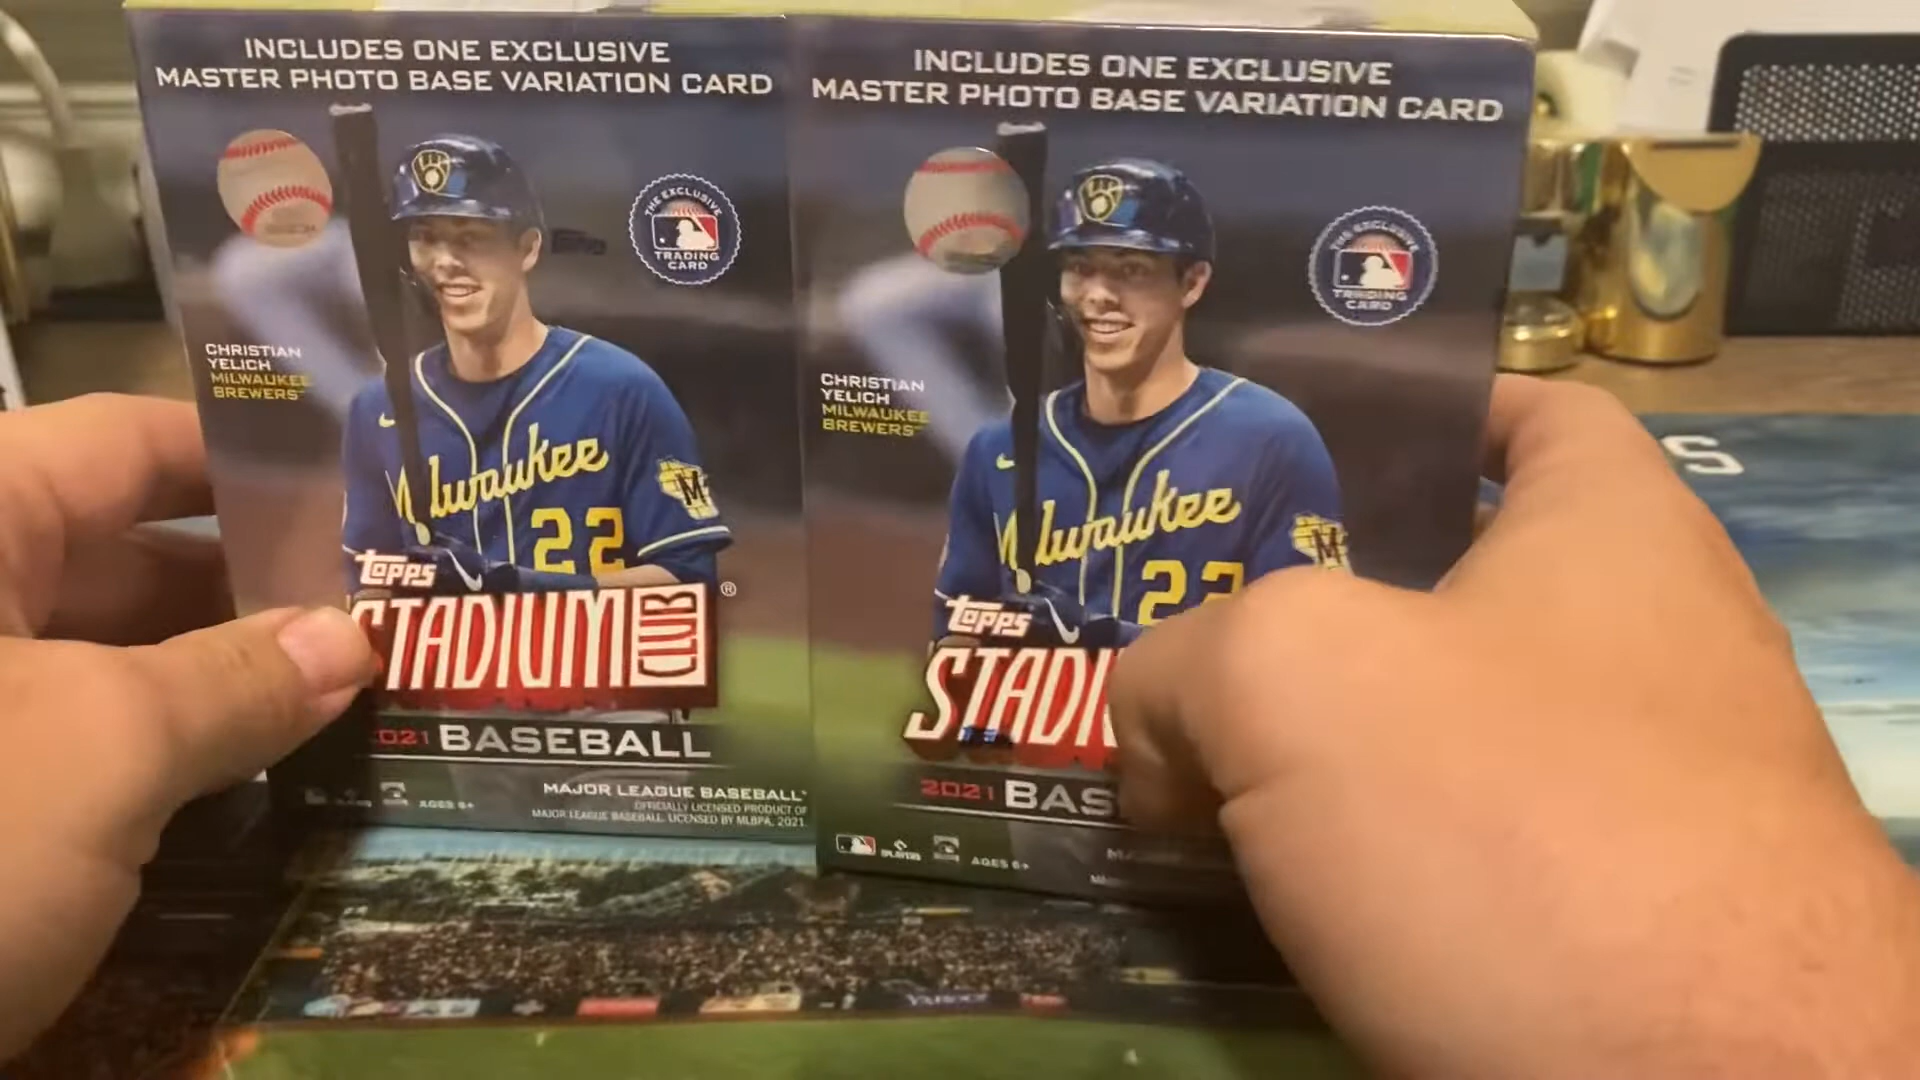 INCLUDES ONE EXCLUSIVE
MASTER PHOTO BASE VARIATION CARD
THE EXCLUSIVE
TRADING
CARD
CHRISTIAN
YELICH
MILWAUKEE
BREWERS
Milwaukee
22
M
topps
STADIUM CLUB ®
2021 BASEBALL
AGES 6+
MAJOR LEAGUE BASEBALL
OFFICIALLY LICENSED PRODUCT OF
MAJOR LEAGUE BASEBALL. LICENSED BY MLBPA, 2021.
INCLUDES ONE EXCLUSIVE
MASTER PHOTO BASE VARIATION CARD
THE EXCLUSIVE
TRADING
CARD
CHRISTIAN
YELICH
MILWAUKEE
BREWERS
Milwaukee
22
M
topps
STADI
2021 BAS
PLAYERS
AGES 6+
S
YAHOO!